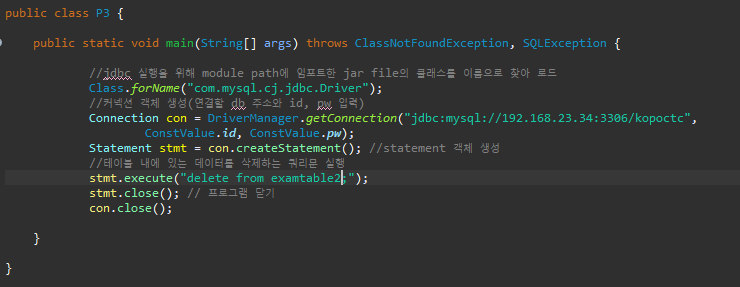 public class P3 {
public static void main(String[] args) throws ClassNotFoundException, SQLException {
//jdbc 실행을 위해 module path에 임포트한 jar file의 클래스를 이름으로 찾아 로드
Class.forName("com.mysql.cj.jdbc.Driver");
//커넥션 객체 생성(연결할 db 주소와 id, pw 입력)
Connection con = DriverManager.getConnection("jdbc:mysql://192.168.23.34:3306/kopoctc",
ConstValue.id, ConstValue.pw);
Statement stmt = con.createStatement(); //statement 객체 생성
//테이블 내에 있는 데이터를 삭제하는 쿼리문 실행
stmt.execute("delete from examtable2;");
stmt.close(); // 프로그램 닫기
con.close();
}
}